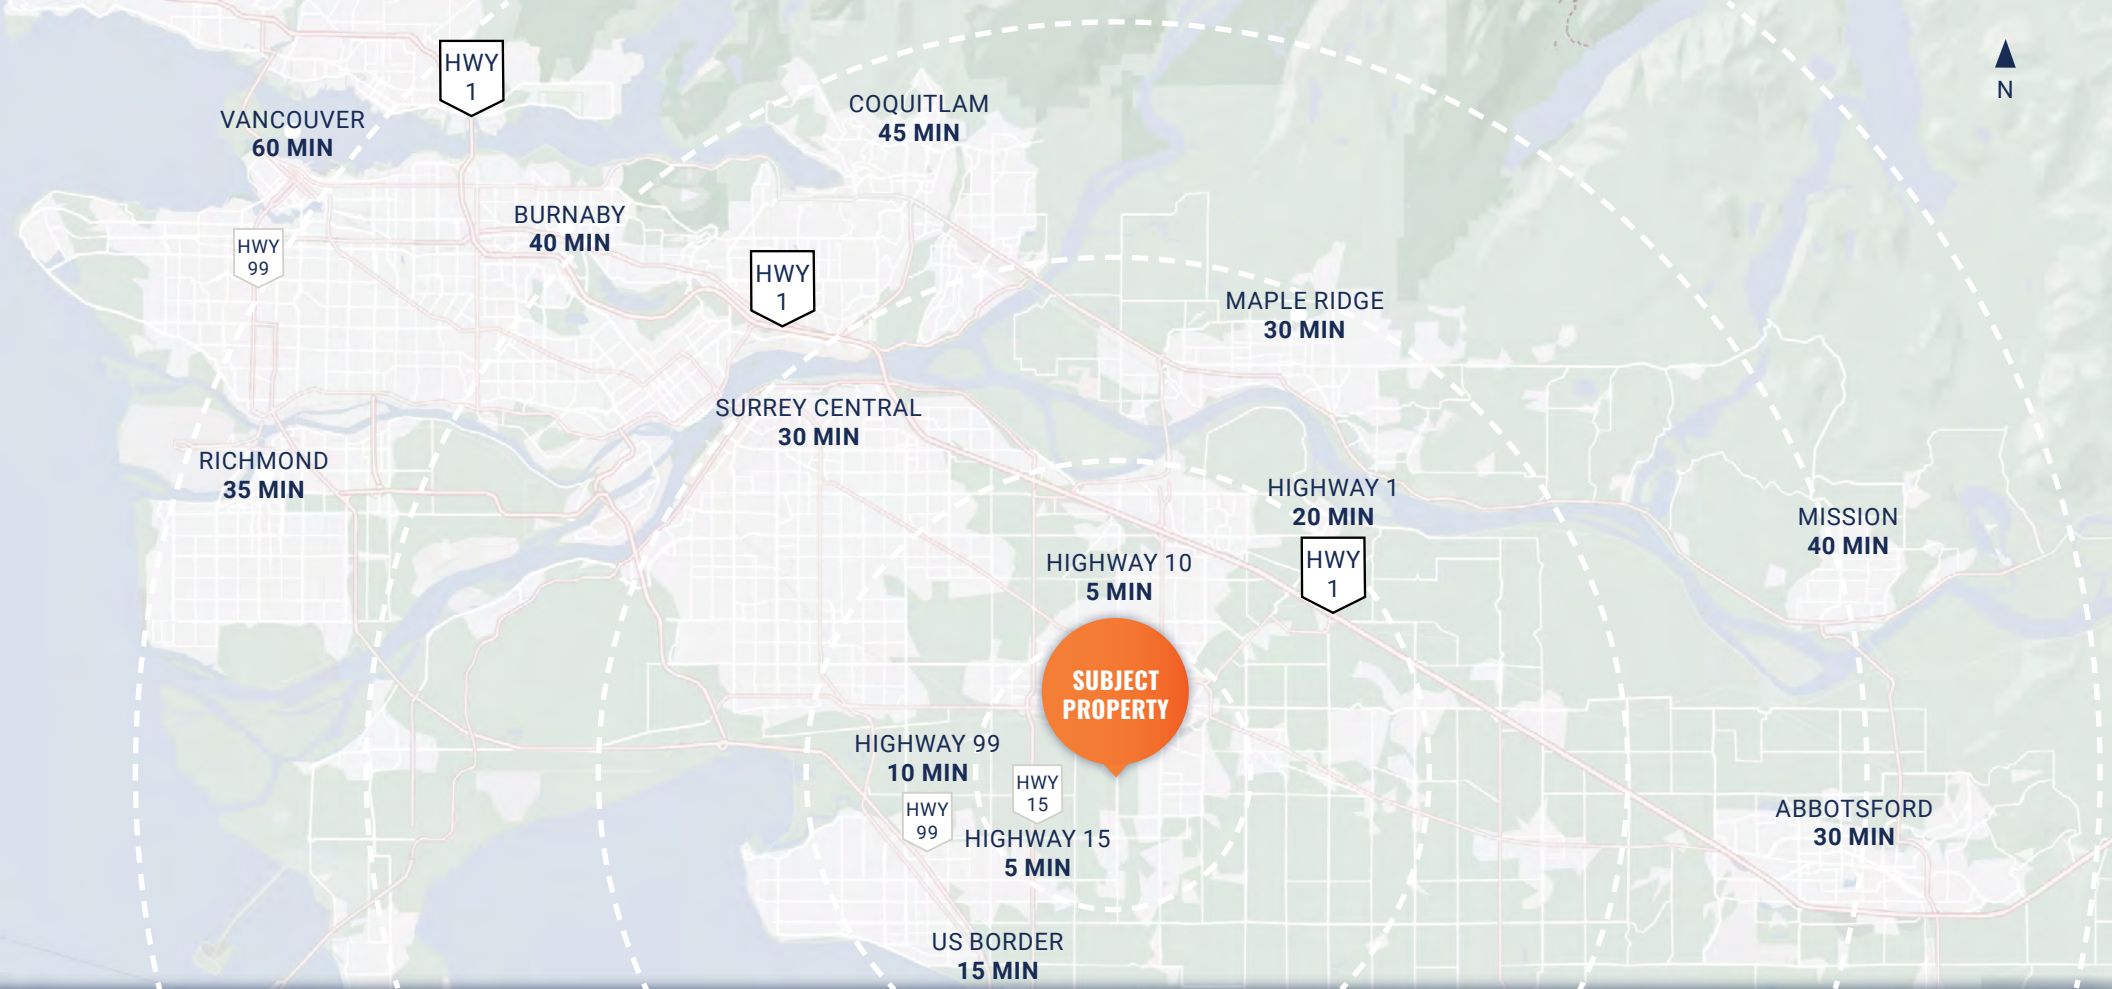 HWY
1
N
VANCOUVER
60 MIN
COQUITLAM
45 MIN
BURNABY
40 MIN
HWY
99
HWY
1
MAPLE RIDGE
30 MIN
SURREY CENTRAL
30 MIN
RICHMOND
35 MIN
HIGHWAY 1
20 MIN
HWY
1
MISSION
40 MIN
HIGHWAY 10
5 MIN
SUBJECT
PROPERTY
HIGHWAY 99
10 MIN
HWY
99
HWY
15
HIGHWAY 15
5 MIN
ABBOTSFORD
30 MIN
US BORDER
15 MIN